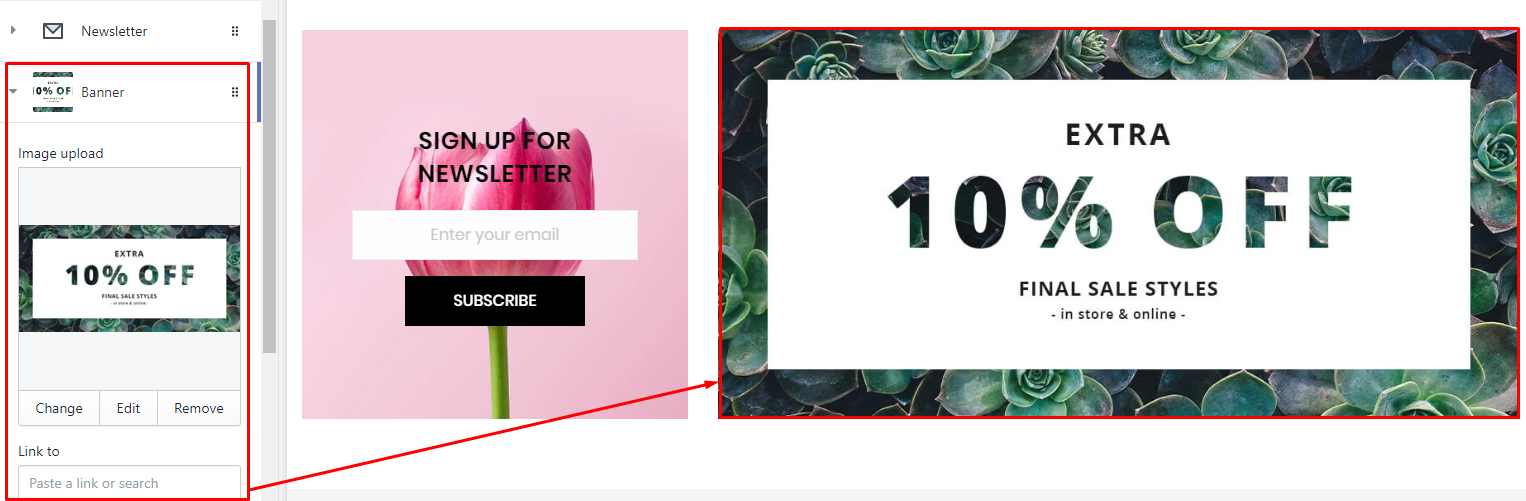 Newsletter
10% OF
Banner
Image upload
EXTRA
10% OFF
FINAL SALE STYLES
- in store & online -
Change
Edit
Remove
Link to
Paste a link or search
SIGN UP FOR
NEWSLETTER
Enter your email
SUBSCRIBE
EXTRA
10% OFF
FINAL SALE STYLES
- in store & online -